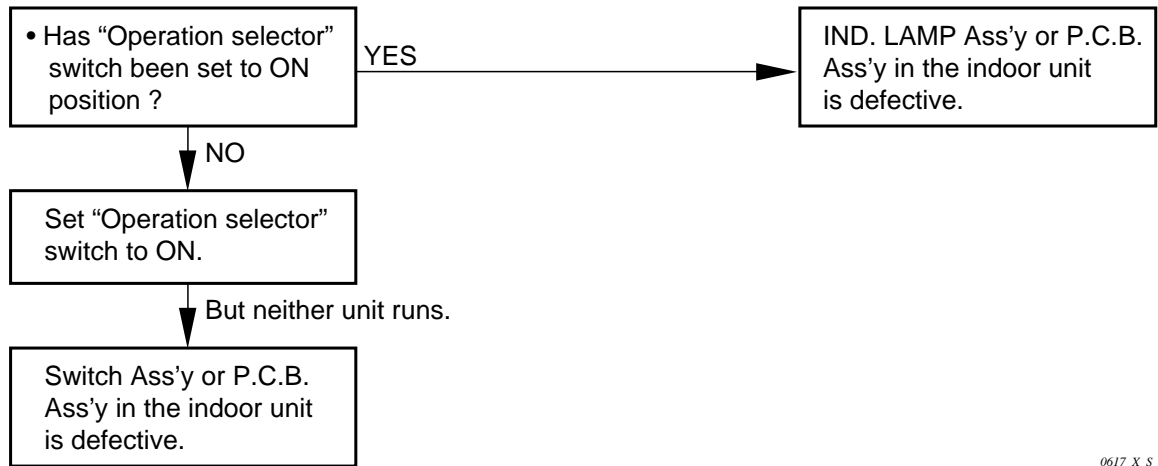 • Has “Operation selector”
switch been set to ON
position ?
YES
IND. LAMP Ass'y or P.C.B.
Ass'y in the indoor unit
is defective.
NO
Set “Operation selector”
switch to ON.
But neither unit runs.
Switch Ass'y or P.C.B.
Ass'y in the indoor unit
is defective.
0617_X_S